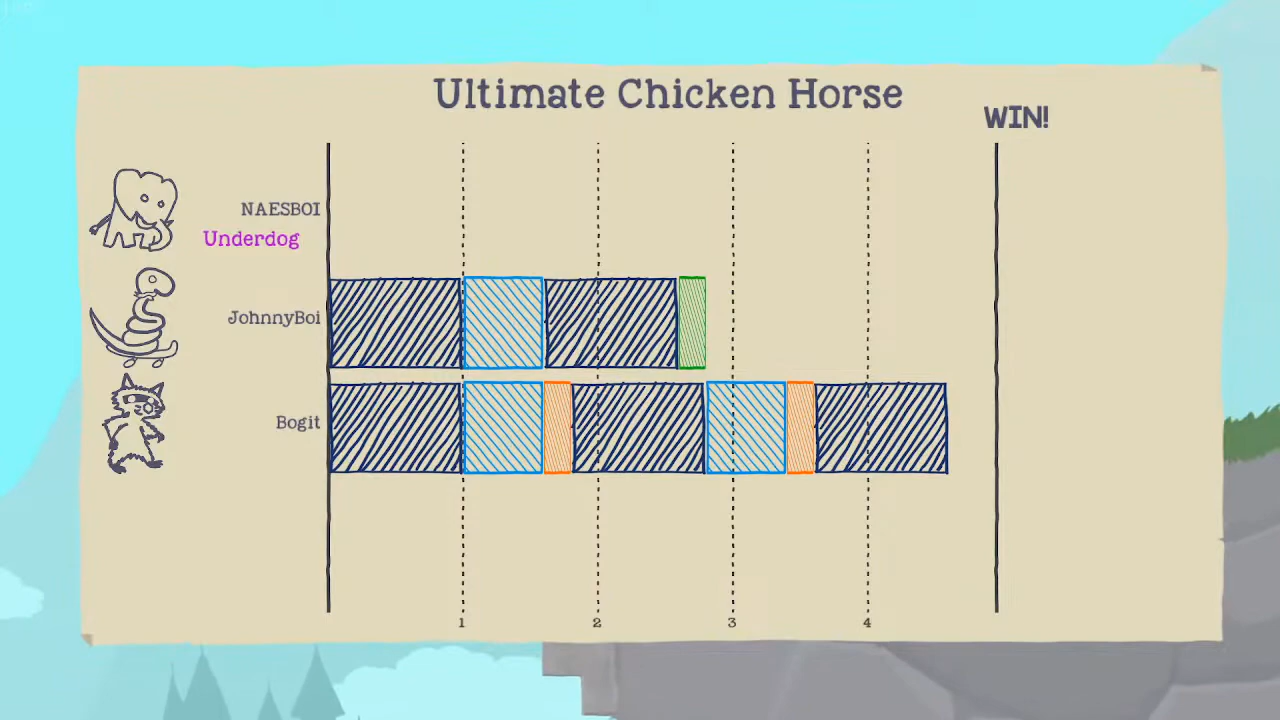 Ultimate Chicken Horse
WIN!
NAESBOI
Underdog
JohnnyBoi
Bogit
1 2 3 4